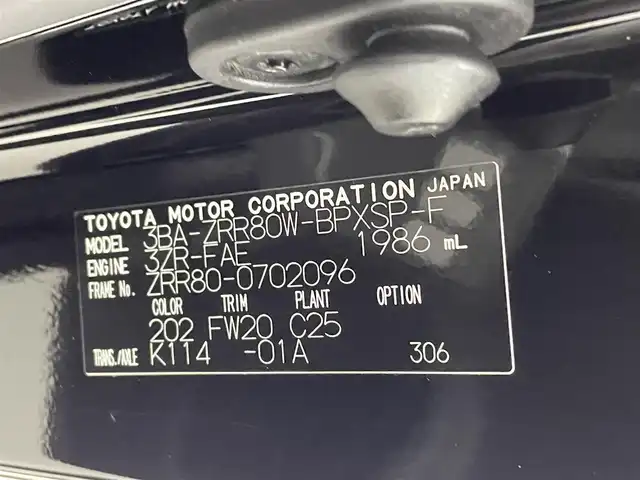 TOYOTA MOTOR CORPORATION JAPAN
MODEL 3BA-ZRR80W-BPXSP-F
ENGINE 3ZR-FAE 1986 mL
FRAME No. ZRR80-0702096
COLOR TRIM PLANT OPTION
202 FW20 C25
TRANS./AXLE K114 -01A 306